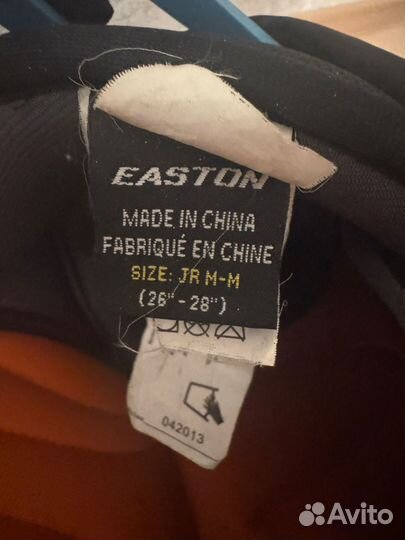 EASTON
MADE IN CHINA
FABRIQUÉ EN CHINE
SIZE: JR M-M
(26" - 28")
042013
Avito